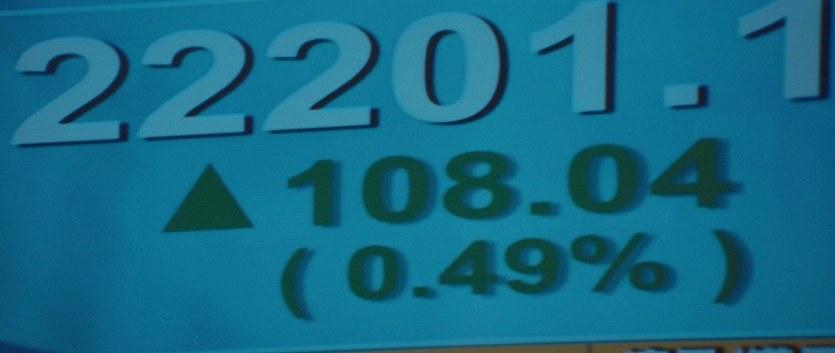 22201.1
▲ 108.04
( 0.49% )